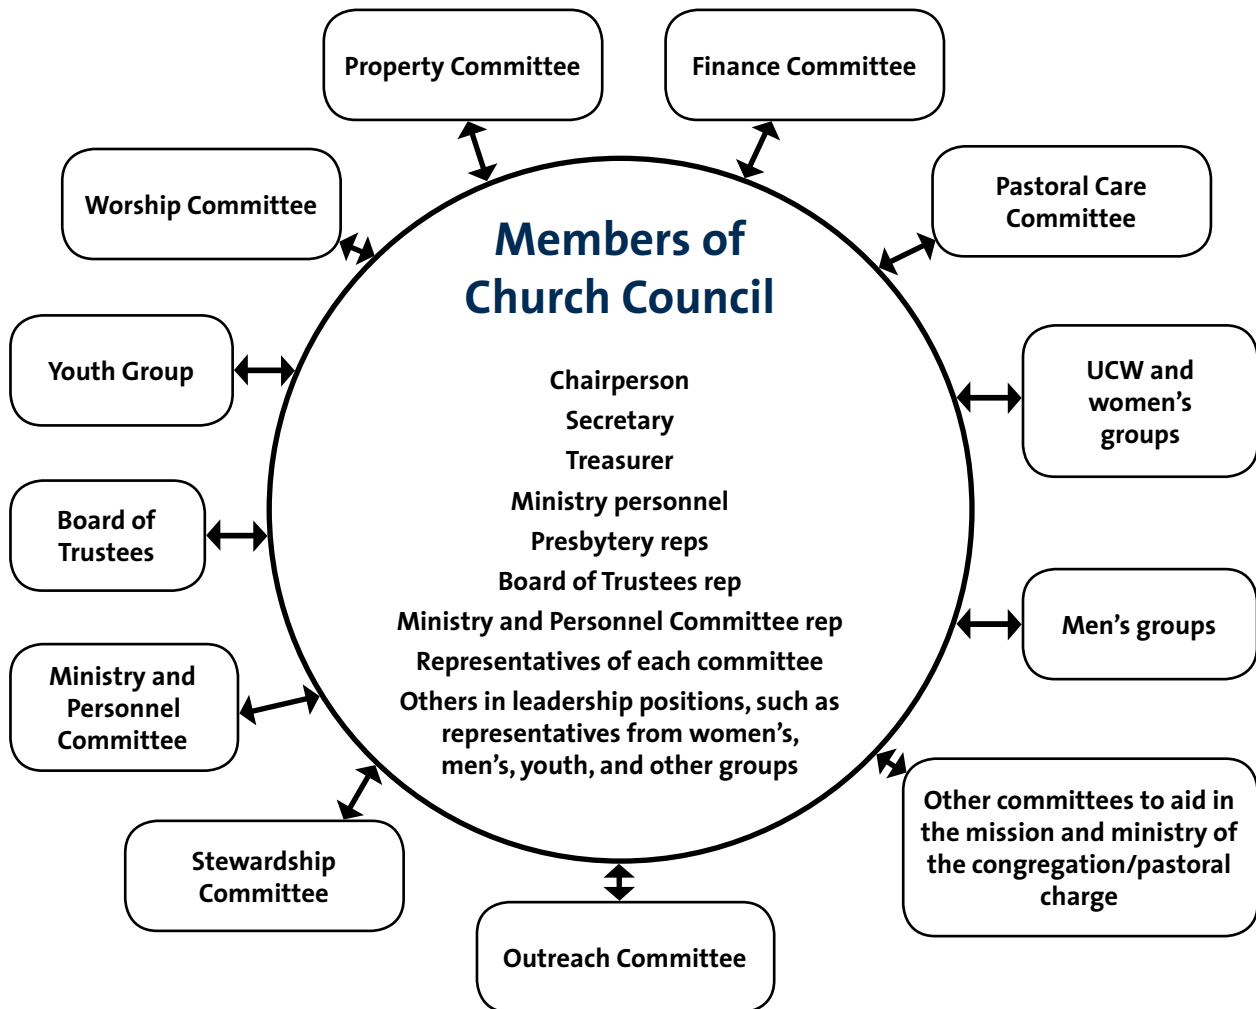 Property Committee
Finance Committee
Worship Committee
Pastoral Care
Committee
Members of
Church Council
Youth Group
UCW and
women’s
groups
Chairperson
Secretary
Treasurer
Ministry personnel
Presbytery reps
Board of Trustees rep
Ministry and Personnel Committee rep
Representatives of each committee
Others in leadership positions, such as
representatives from women’s,
men’s, youth, and other groups
Board of
Trustees
Men’s groups
Ministry and
Personnel
Committee
Other committees to aid in
the mission and ministry of
the congregation/pastoral
charge
Stewardship
Committee
Outreach Committee